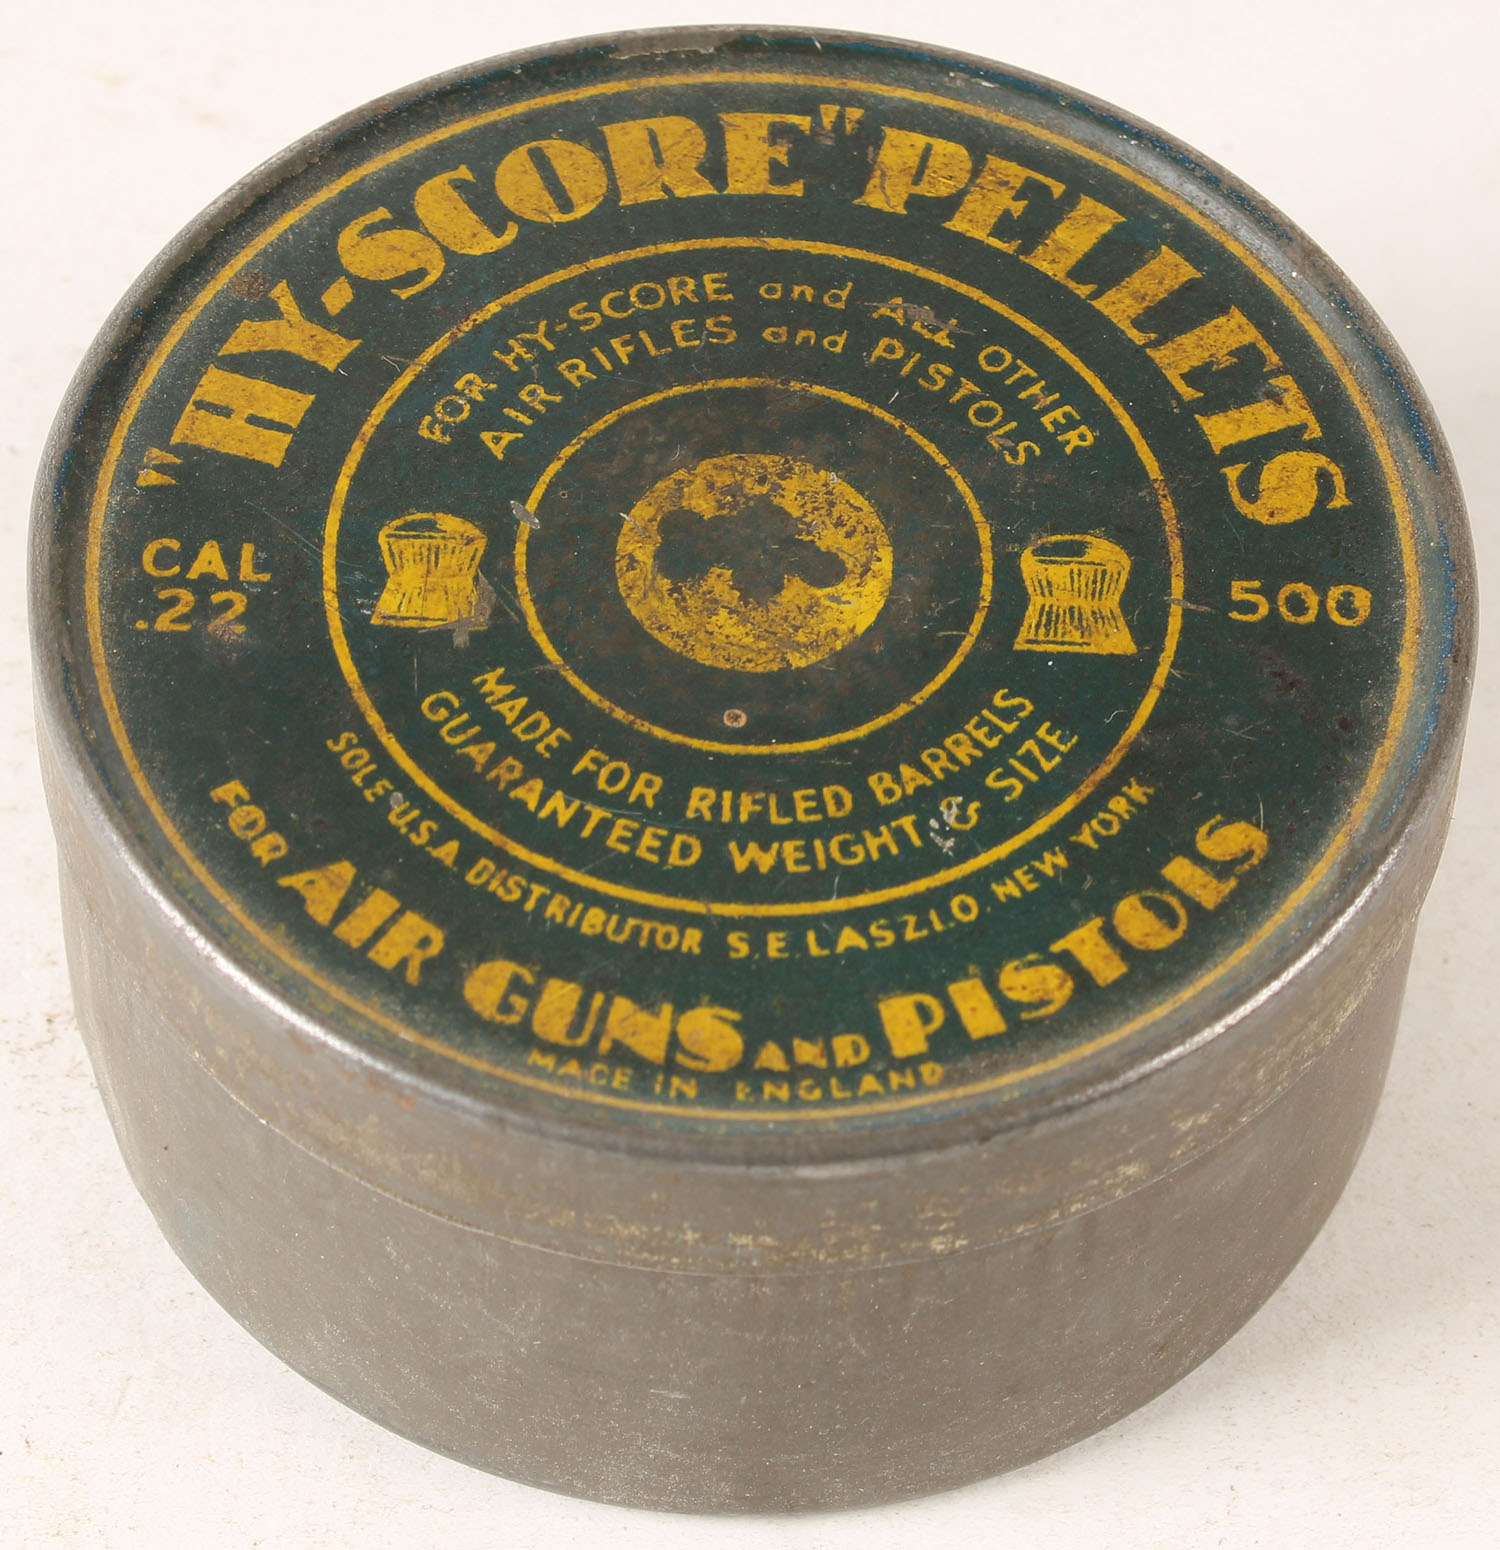 "HY-SCORE" PELLETS
FOR HY-SCORE and ALL OTHER
AIR RIFLES and PISTOLS
CAL
.22
500
MADE FOR RIFLED BARRELS
GUARANTEED WEIGHT & SIZE
SOLE U.S.A. DISTRIBUTOR S.E. LASZLO. NEW YORK
FOR AIR GUNS AND PISTOLS
MADE IN ENGLAND